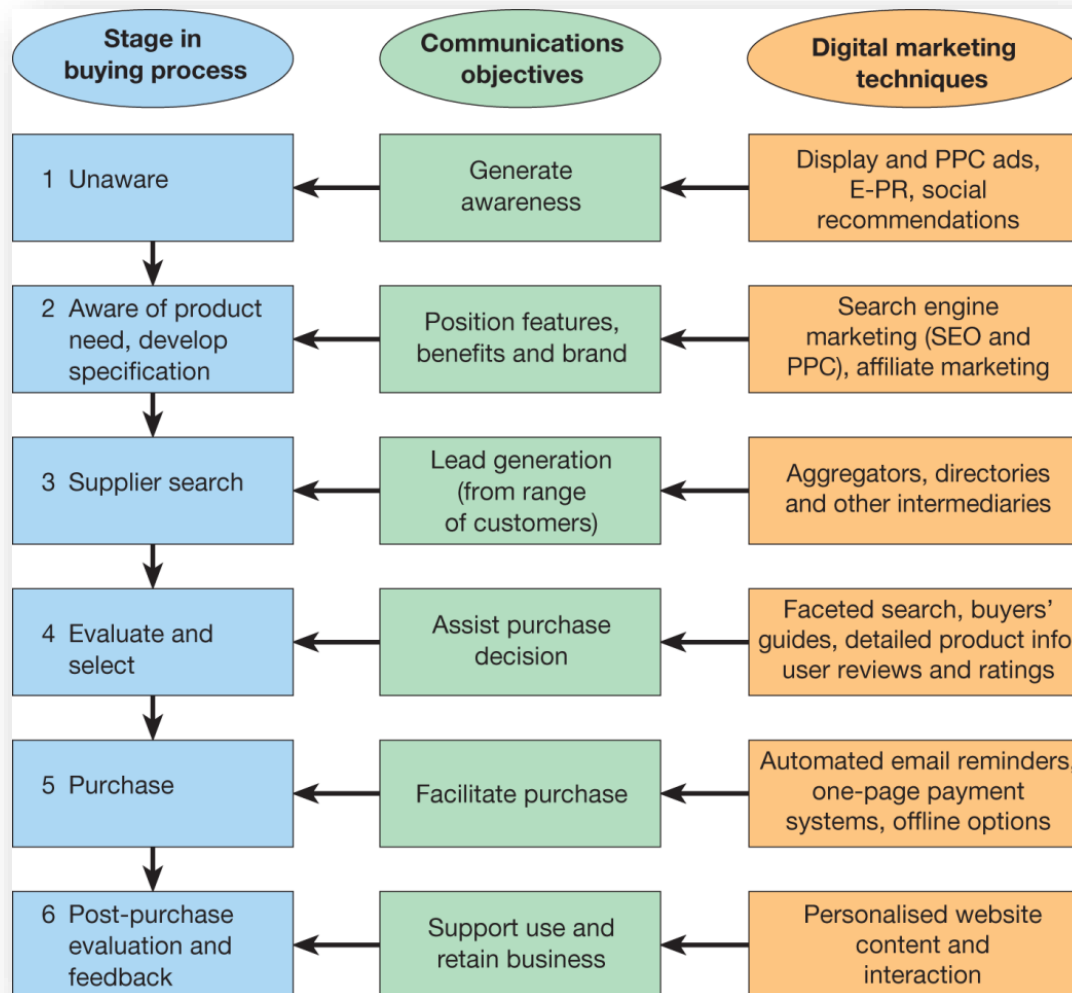 Stage in
buying process
Communications
objectives
Digital marketing
techniques
1 Unaware
Generate
awareness
Display and PPC ads,
E-PR, social
recommendations
2 Aware of product
need, develop
specification
Position features,
benefits and brand
Search engine
marketing (SEO and
PPC), affiliate marketing
3 Supplier search
Lead generation
(from range
of customers)
Aggregators, directories
and other intermediaries
4 Evaluate and
select
Assist purchase
decision
Faceted search, buyers’
guides, detailed product info
user reviews and ratings
5 Purchase
Facilitate purchase
Automated email reminders,
one-page payment
systems, offline options
6 Post-purchase
evaluation and
feedback
Support use and
retain business
Personalised website
content and
interaction